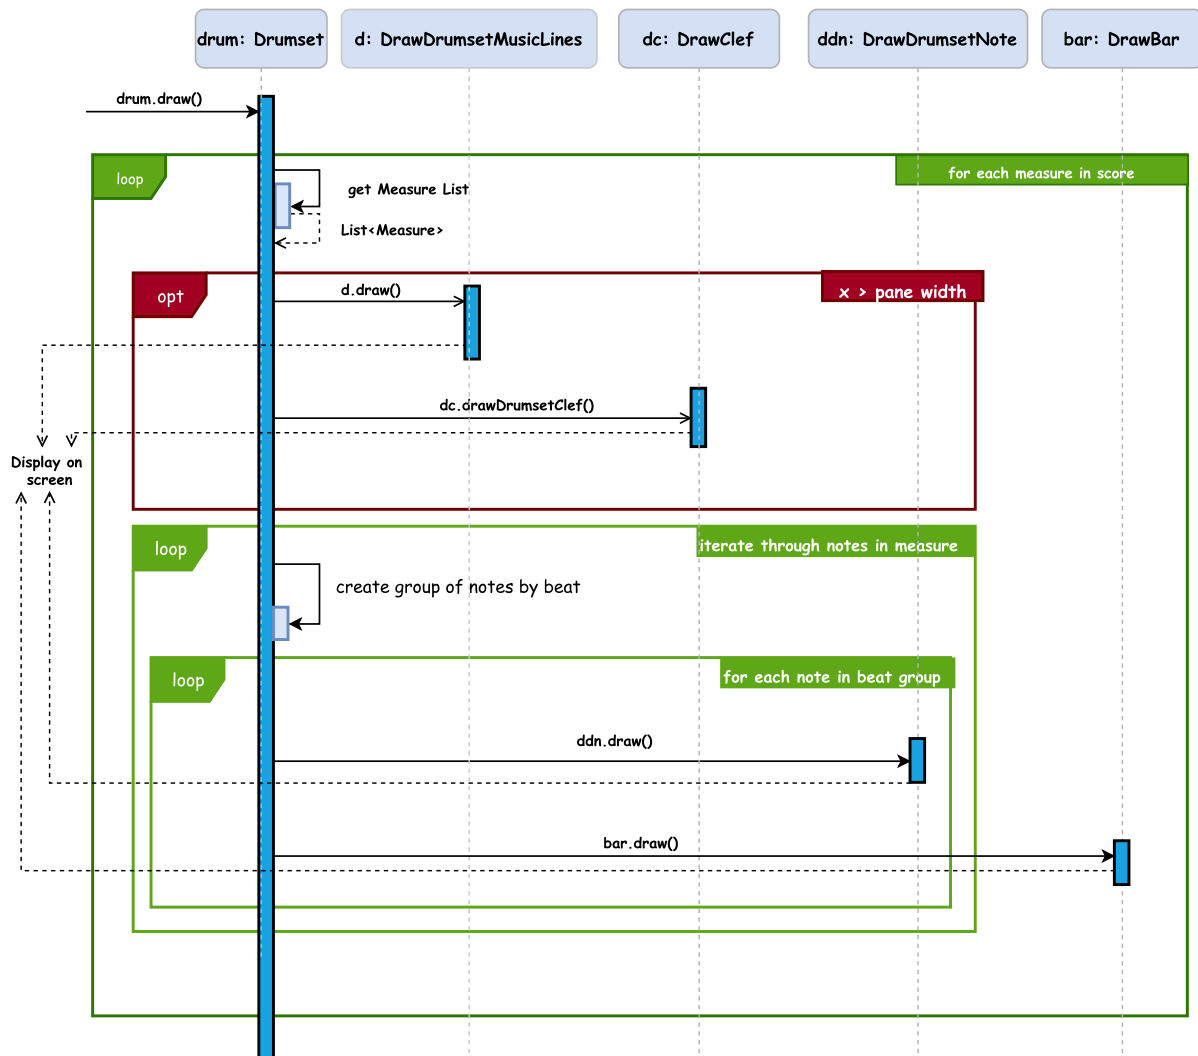 drum: Drumset
d: DrawDrumsetMusicLines
dc: DrawClef
ddn: DrawDrumsetNote
bar: DrawBar
drum.draw()
loop
for each measure in score
get Measure List
List<Measure>
opt
x > pane width
d.draw()
dc.drawDrumsetClef()
Display on
screen
loop
iterate through notes in measure
create group of notes by beat
loop
for each note in beat group
ddn.draw()
bar.draw()